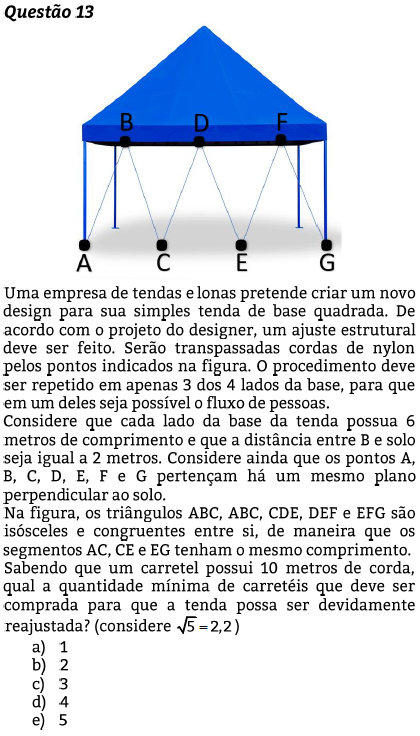 Questão 13
B D F
A C E G
Uma empresa de tendas e lonas pretende criar um novo
design para sua simples tenda de base quadrada. De
acordo com o projeto do designer, um ajuste estrutural
deve ser feito. Serão transpassadas cordas de nylon
pelos pontos indicados na figura. O procedimento deve
ser repetido em apenas 3 dos 4 lados da base, para que
em um deles seja possível o fluxo de pessoas.
Considere que cada lado da base da tenda possua 6
metros de comprimento e que a distância entre B e solo
seja igual a 2 metros. Considere ainda que os pontos A,
B, C, D, E, F e G pertençam há um mesmo plano
perpendicular ao solo.
Na figura, os triângulos ABC, ABC, CDE, DEF e EFG são
isósceles e congruentes entre si, de maneira que os
segmentos AC, CE e EG tenham o mesmo comprimento.
Sabendo que um carretel possui 10 metros de corda,
qual a quantidade mínima de carretéis que deve ser
comprada para que a tenda possa ser devidamente
reajustada? (considere √5 = 2,2 )
a) 1
b) 2
c) 3
d) 4
e) 5